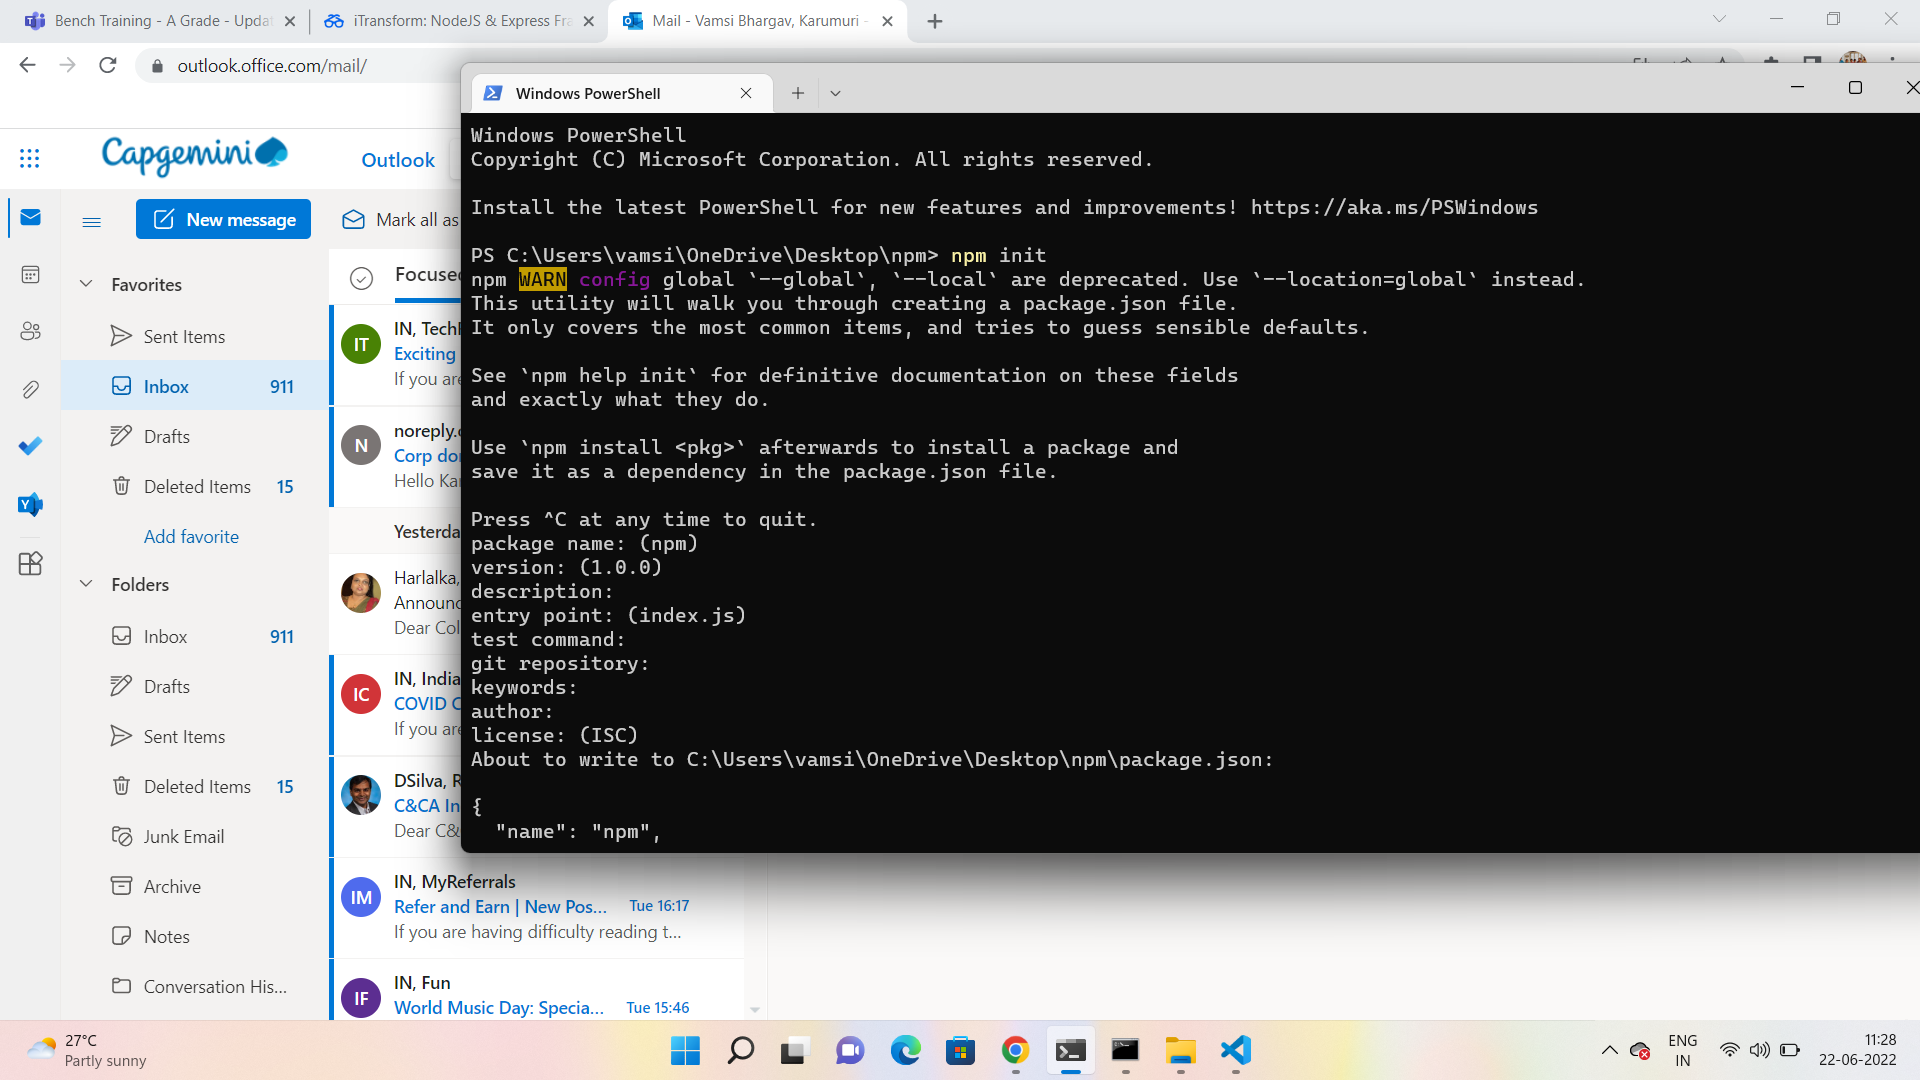 Bench Training - A Grade - Upda
iTransform: NodeJS & Express Fra
Mail - Vamsi Bhargav, Karumuri -
outlook.office.com/mail/
Windows PowerShell
Capgemini
Outlook
New message
Mark all as
Favorites
Sent Items
Inbox 911
Drafts
Deleted Items 15
Add favorite
Folders
Inbox 911
Drafts
Sent Items
Deleted Items 15
Junk Email
Archive
Notes
Conversation His...
Focused
IT
IN, Tech
Exciting
If you are
N
noreply.
Corp do
Hello Ka
Yesterda
Harlalka,
Announc
Dear Col
IC
IN, India
COVID C
If you are
DSilva, R
C&CA In
Dear C&
IM
IN, MyReferrals
Refer and Earn | New Pos... Tue 16:17
If you are having difficulty reading t...
IF
IN, Fun
World Music Day: Specia... Tue 15:46
Windows PowerShell
Copyright (C) Microsoft Corporation. All rights reserved.
Install the latest PowerShell for new features and improvements! https://aka.ms/PSWindows
PS C:\Users\vamsi\OneDrive\Desktop\npm> npm init
npm WARN config global `--global`, `--local` are deprecated. Use `--location=global` instead.
This utility will walk you through creating a package.json file.
It only covers the most common items, and tries to guess sensible defaults.
See `npm help init` for definitive documentation on these fields
and exactly what they do.
Use `npm install <pkg>` afterwards to install a package and
save it as a dependency in the package.json file.
Press ^C at any time to quit.
package name: (npm)
version: (1.0.0)
description:
entry point: (index.js)
test command:
git repository:
keywords:
author:
license: (ISC)
About to write to C:\Users\vamsi\OneDrive\Desktop\npm\package.json:
{
"name": "npm",
27°C
Partly sunny
ENG
IN
11:28
22-06-2022